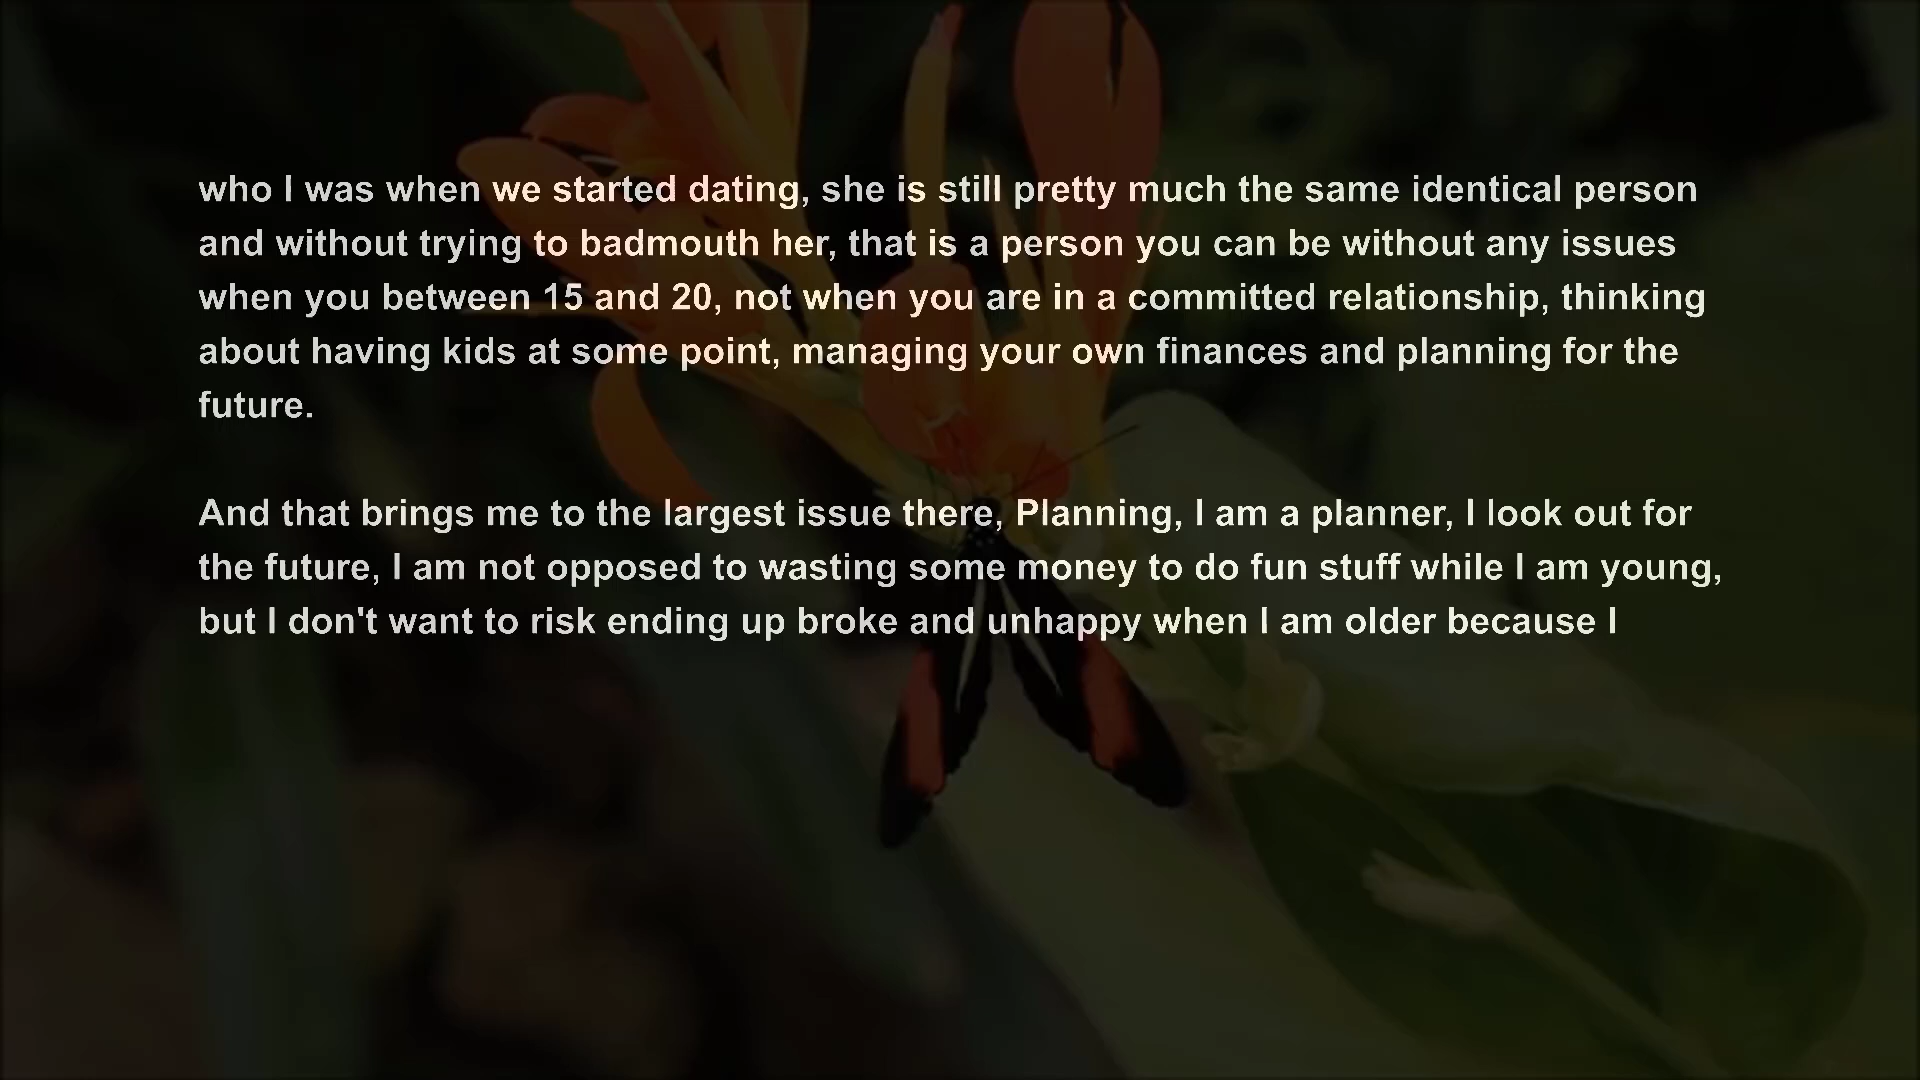 who I was when we started dating, she is still pretty much the same identical person
and without trying to badmouth her, that is a person you can be without any issues
when you between 15 and 20, not when you are in a committed relationship, thinking
about having kids at some point, managing your own finances and planning for the
future.
And that brings me to the largest issue there, Planning, I am a planner, I look out for
the future, I am not opposed to wasting some money to do fun stuff while I am young,
but I don't want to risk ending up broke and unhappy when I am older because I